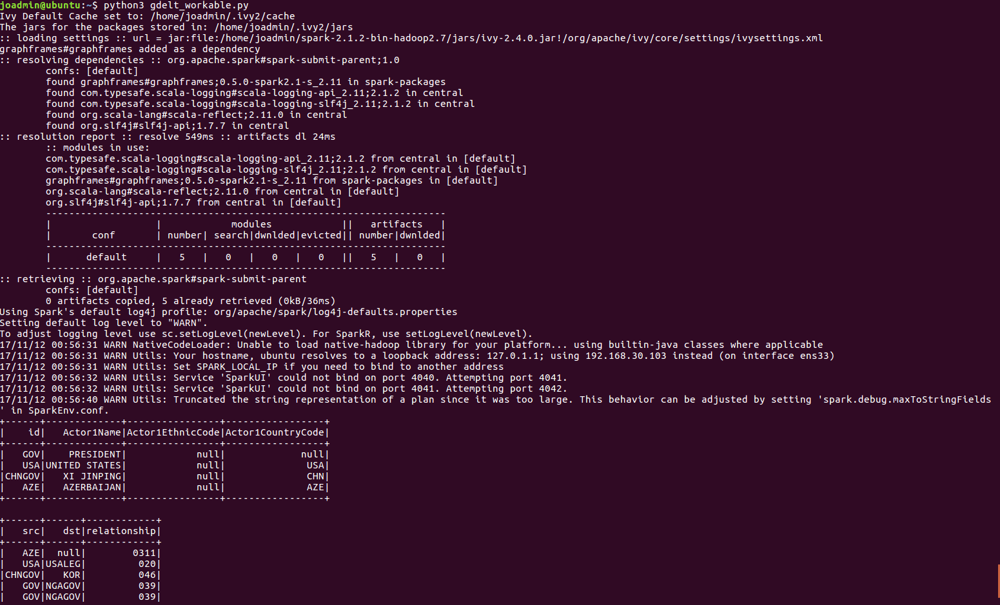 joadmin@ubuntu:~$ python3 gdelt_workable.py
Ivy Default Cache set to: /home/joadmin/.ivy2/cache
The jars for the packages stored in: /home/joadmin/.ivy2/jars
:: loading settings :: url = jar:file:/home/joadmin/spark-2.1.2-bin-hadoop2.7/jars/ivy-2.4.0.jar!/org/apache/ivy/core/settings/ivysettings.xml
graphframes#graphframes added as a dependency
:: resolving dependencies :: org.apache.spark#spark-submit-parent;1.0
        confs: [default]
        found graphframes#graphframes;0.5.0-spark2.1-s_2.11 in spark-packages
        found com.typesafe.scala-logging#scala-logging-api_2.11;2.1.2 in central
        found com.typesafe.scala-logging#scala-logging-slf4j_2.11;2.1.2 in central
        found org.scala-lang#scala-reflect;2.11.0 in central
        found org.slf4j#slf4j-api;1.7.7 in central
:: resolution report :: resolve 549ms :: artifacts dl 24ms
        :: modules in use:
        com.typesafe.scala-logging#scala-logging-api_2.11;2.1.2 from central in [default]
        com.typesafe.scala-logging#scala-logging-slf4j_2.11;2.1.2 from central in [default]
        graphframes#graphframes;0.5.0-spark2.1-s_2.11 from spark-packages in [default]
        org.scala-lang#scala-reflect;2.11.0 from central in [default]
        org.slf4j#slf4j-api;1.7.7 from central in [default]
        ---------------------------------------------------------------------
        |                  |            modules            ||   artifacts   |
        |       conf       | number| search|dwnlded|evicted|| number|dwnlded|
        ---------------------------------------------------------------------
        |      default     |   5   |   0   |   0   |   0   ||   5   |   0   |
        ---------------------------------------------------------------------
:: retrieving :: org.apache.spark#spark-submit-parent
        confs: [default]
        0 artifacts copied, 5 already retrieved (0kB/36ms)
Using Spark's default log4j profile: org/apache/spark/log4j-defaults.properties
Setting default log level to "WARN".
To adjust logging level use sc.setLogLevel(newLevel). For SparkR, use setLogLevel(newLevel).
17/11/12 00:56:31 WARN NativeCodeLoader: Unable to load native-hadoop library for your platform... using builtin-java classes where applicable
17/11/12 00:56:31 WARN Utils: Your hostname, ubuntu resolves to a loopback address: 127.0.1.1; using 192.168.30.103 instead (on interface ens33)
17/11/12 00:56:31 WARN Utils: Set SPARK_LOCAL_IP if you need to bind to another address
17/11/12 00:56:32 WARN Utils: Service 'SparkUI' could not bind on port 4040. Attempting port 4041.
17/11/12 00:56:32 WARN Utils: Service 'SparkUI' could not bind on port 4041. Attempting port 4042.
17/11/12 00:56:40 WARN Utils: Truncated the string representation of a plan since it was too large. This behavior can be adjusted by setting 'spark.debug.maxToStringFields
' in SparkEnv.conf.
+------+-------------+----------------+-----------------+
|    id|   Actor1Name|Actor1EthnicCode|Actor1CountryCode|
+------+-------------+----------------+-----------------+
|   GOV|    PRESIDENT|            null|             null|
|   USA|UNITED STATES|            null|              USA|
|CHNGOV|   XI JINPING|            null|              CHN|
|   AZE|   AZERBAIJAN|            null|              AZE|
+------+-------------+----------------+-----------------+

+------+------+------------+
|   src|   dst|relationship|
+------+------+------------+
|   AZE|  null|        0311|
|   USA|USALEG|         020|
|CHNGOV|   KOR|         046|
|   GOV|NGAGOV|         039|
|   GOV|NGAGOV|         039|